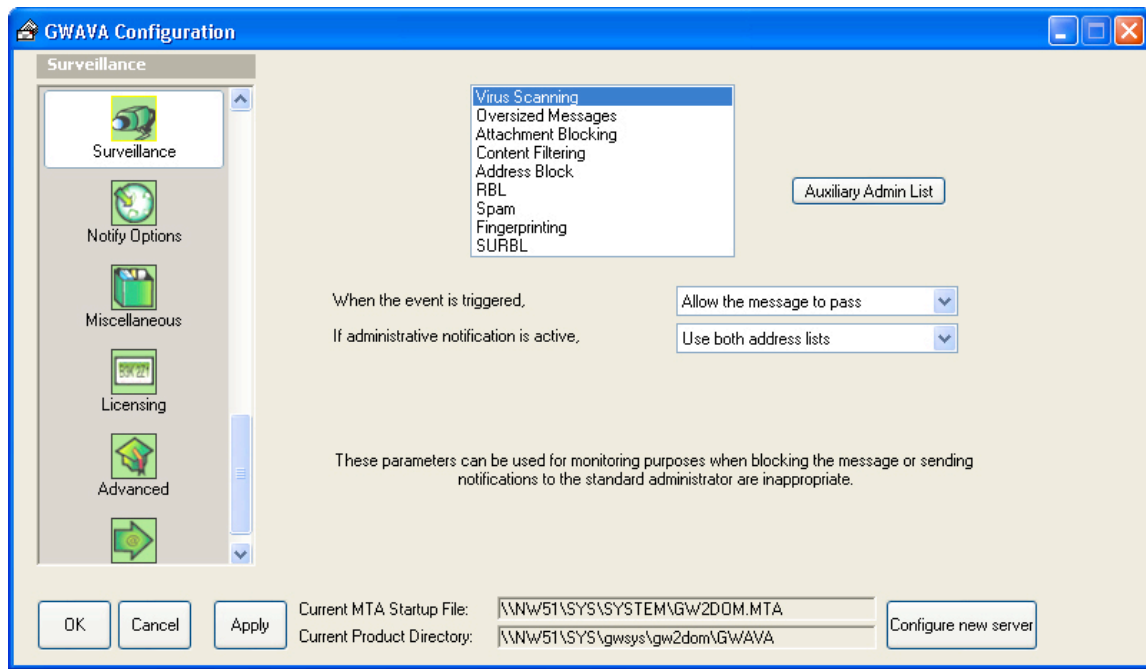 GWAVA Configuration
Surveillance
Surveillance
Notify Options
Miscellaneous
Licensing
Advanced
Virus Scanning
Oversized Messages
Attachment Blocking
Content Filtering
Address Block
RBL
Spam
Fingerprinting
SURBL
Auxiliary Admin List
When the event is triggered,
Allow the message to pass
If administrative notification is active,
Use both address lists
These parameters can be used for monitoring purposes when blocking the message or sending
notifications to the standard administrator are inappropriate.
OK
Cancel
Apply
Current MTA Startup File:
\\NW51\SYS\SYSTEM\GW2DOM.MTA
Current Product Directory:
\\NW51\SYS\gwsys\gw2dom\GWAVA
Configure new server